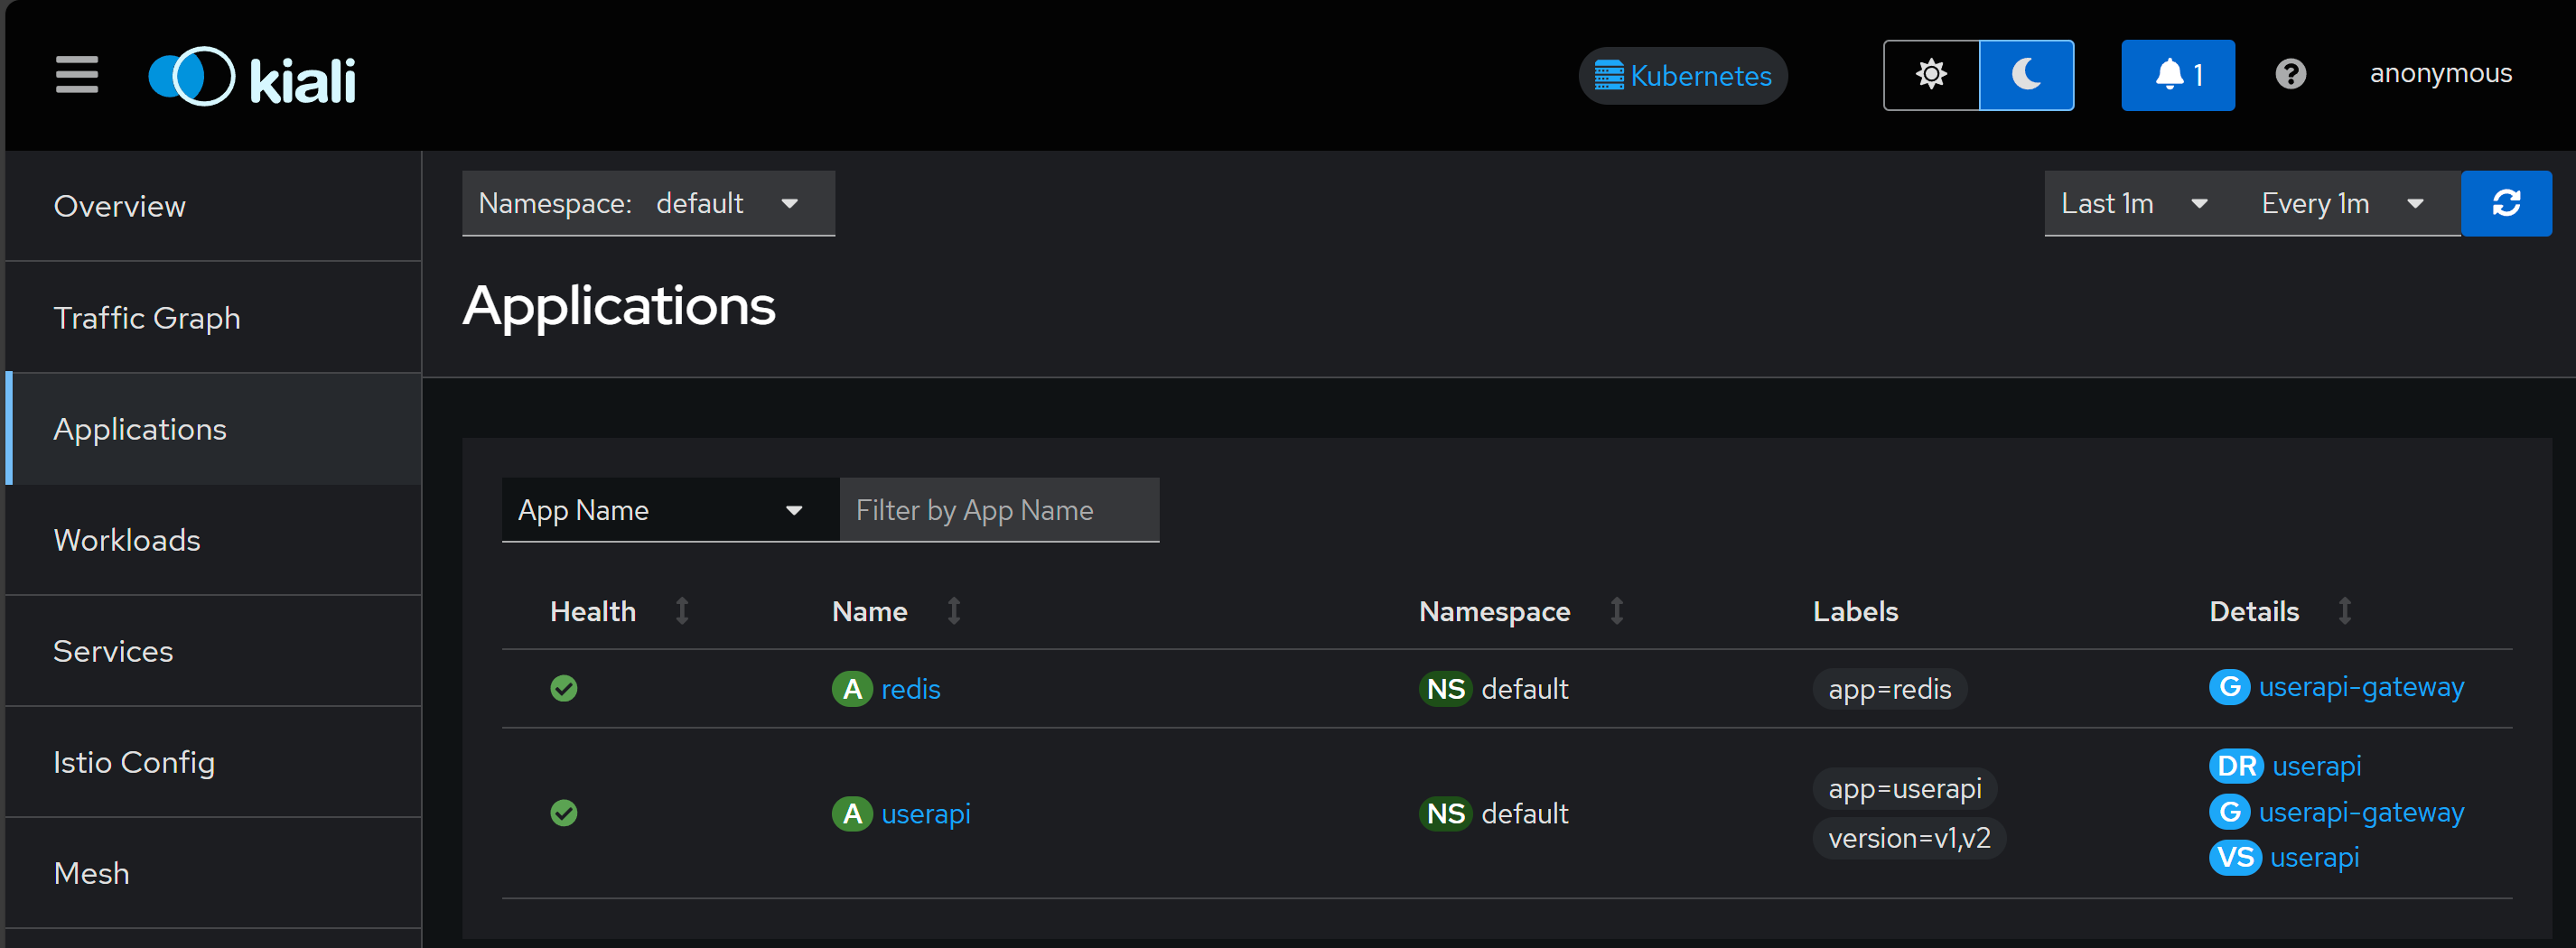 kiali
Kubernetes
1
anonymous
Overview
Traffic Graph
Applications
Workloads
Services
Istio Config
Mesh
Namespace: default
Last 1m
Every 1m
Applications
App Name
Filter by App Name
Health Name Namespace Labels Details
A redis NS default app=redis G userapi-gateway
A userapi NS default
app=userapi
version=v1,v2
DR userapi
G userapi-gateway
VS userapi